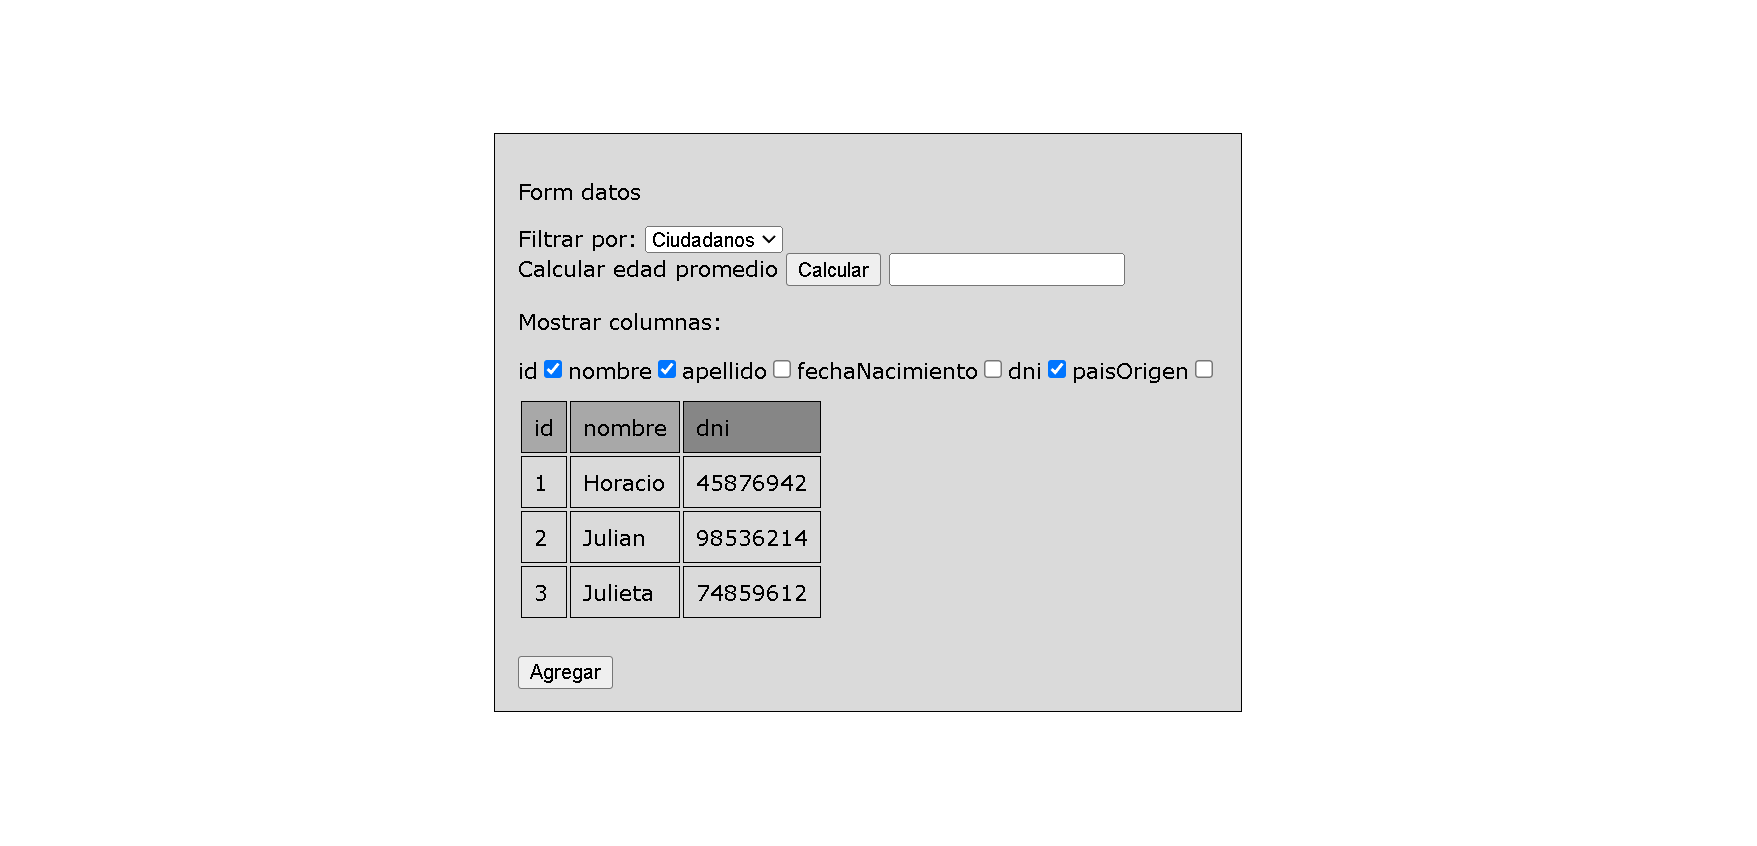 Form datos
Filtrar por: Ciudadanos
Calcular edad promedio Calcular
Mostrar columnas:
id nombre apellido fechaNacimiento dni paisOrigen
id nombre dni
1 Horacio 45876942
2 Julian 98536214
3 Julieta 74859612
Agregar